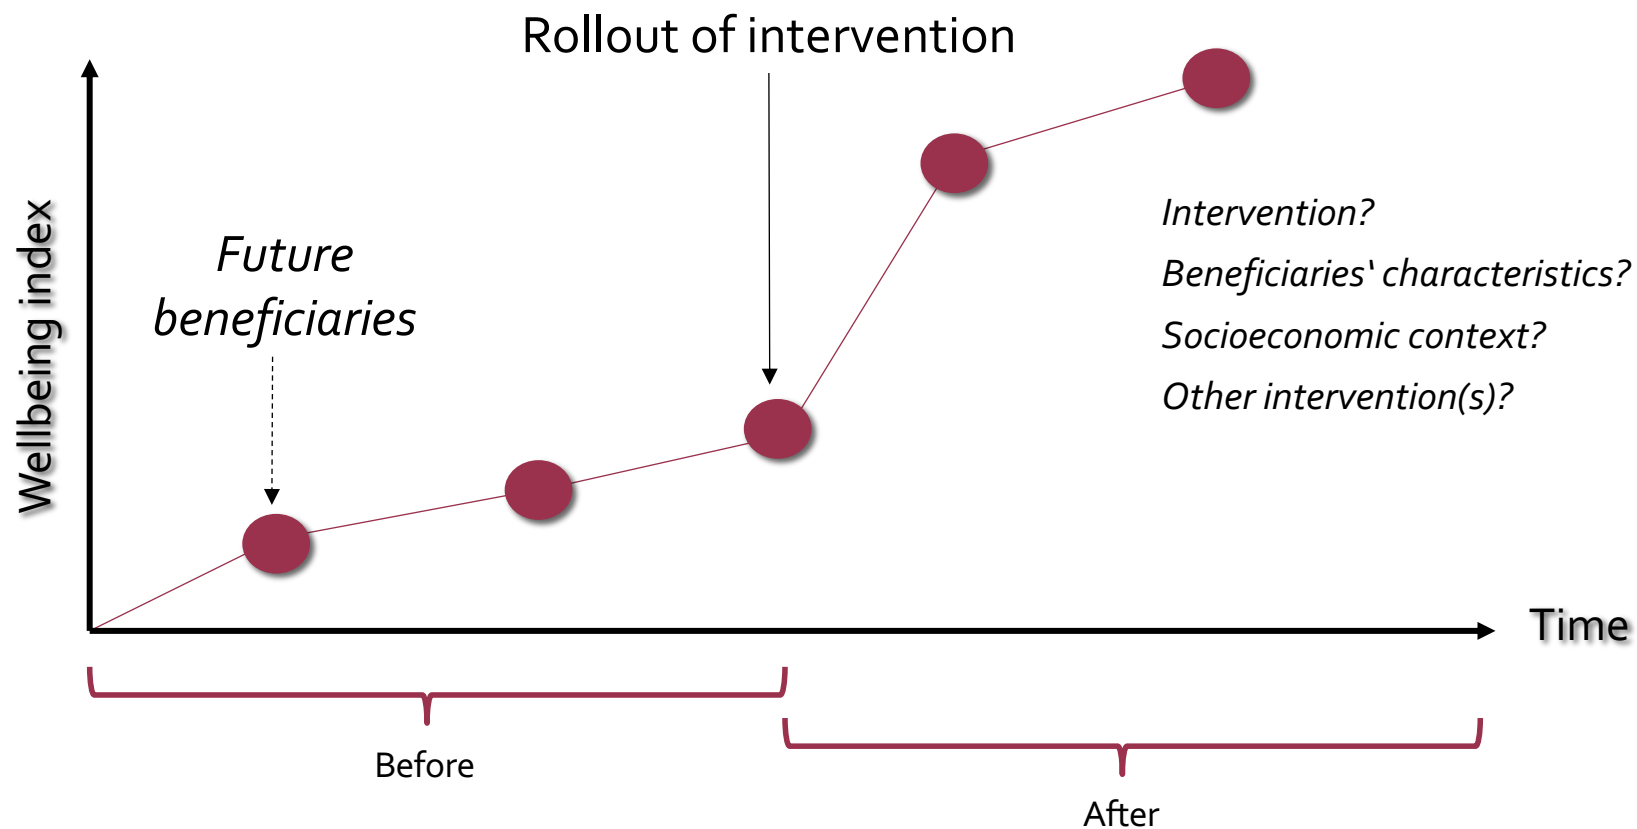 Rollout of intervention
Wellbeing index
Future
beneficiaries
Intervention?
Beneficiaries‘ characteristics?
Socioeconomic context?
Other intervention(s)?
Time
Before
After